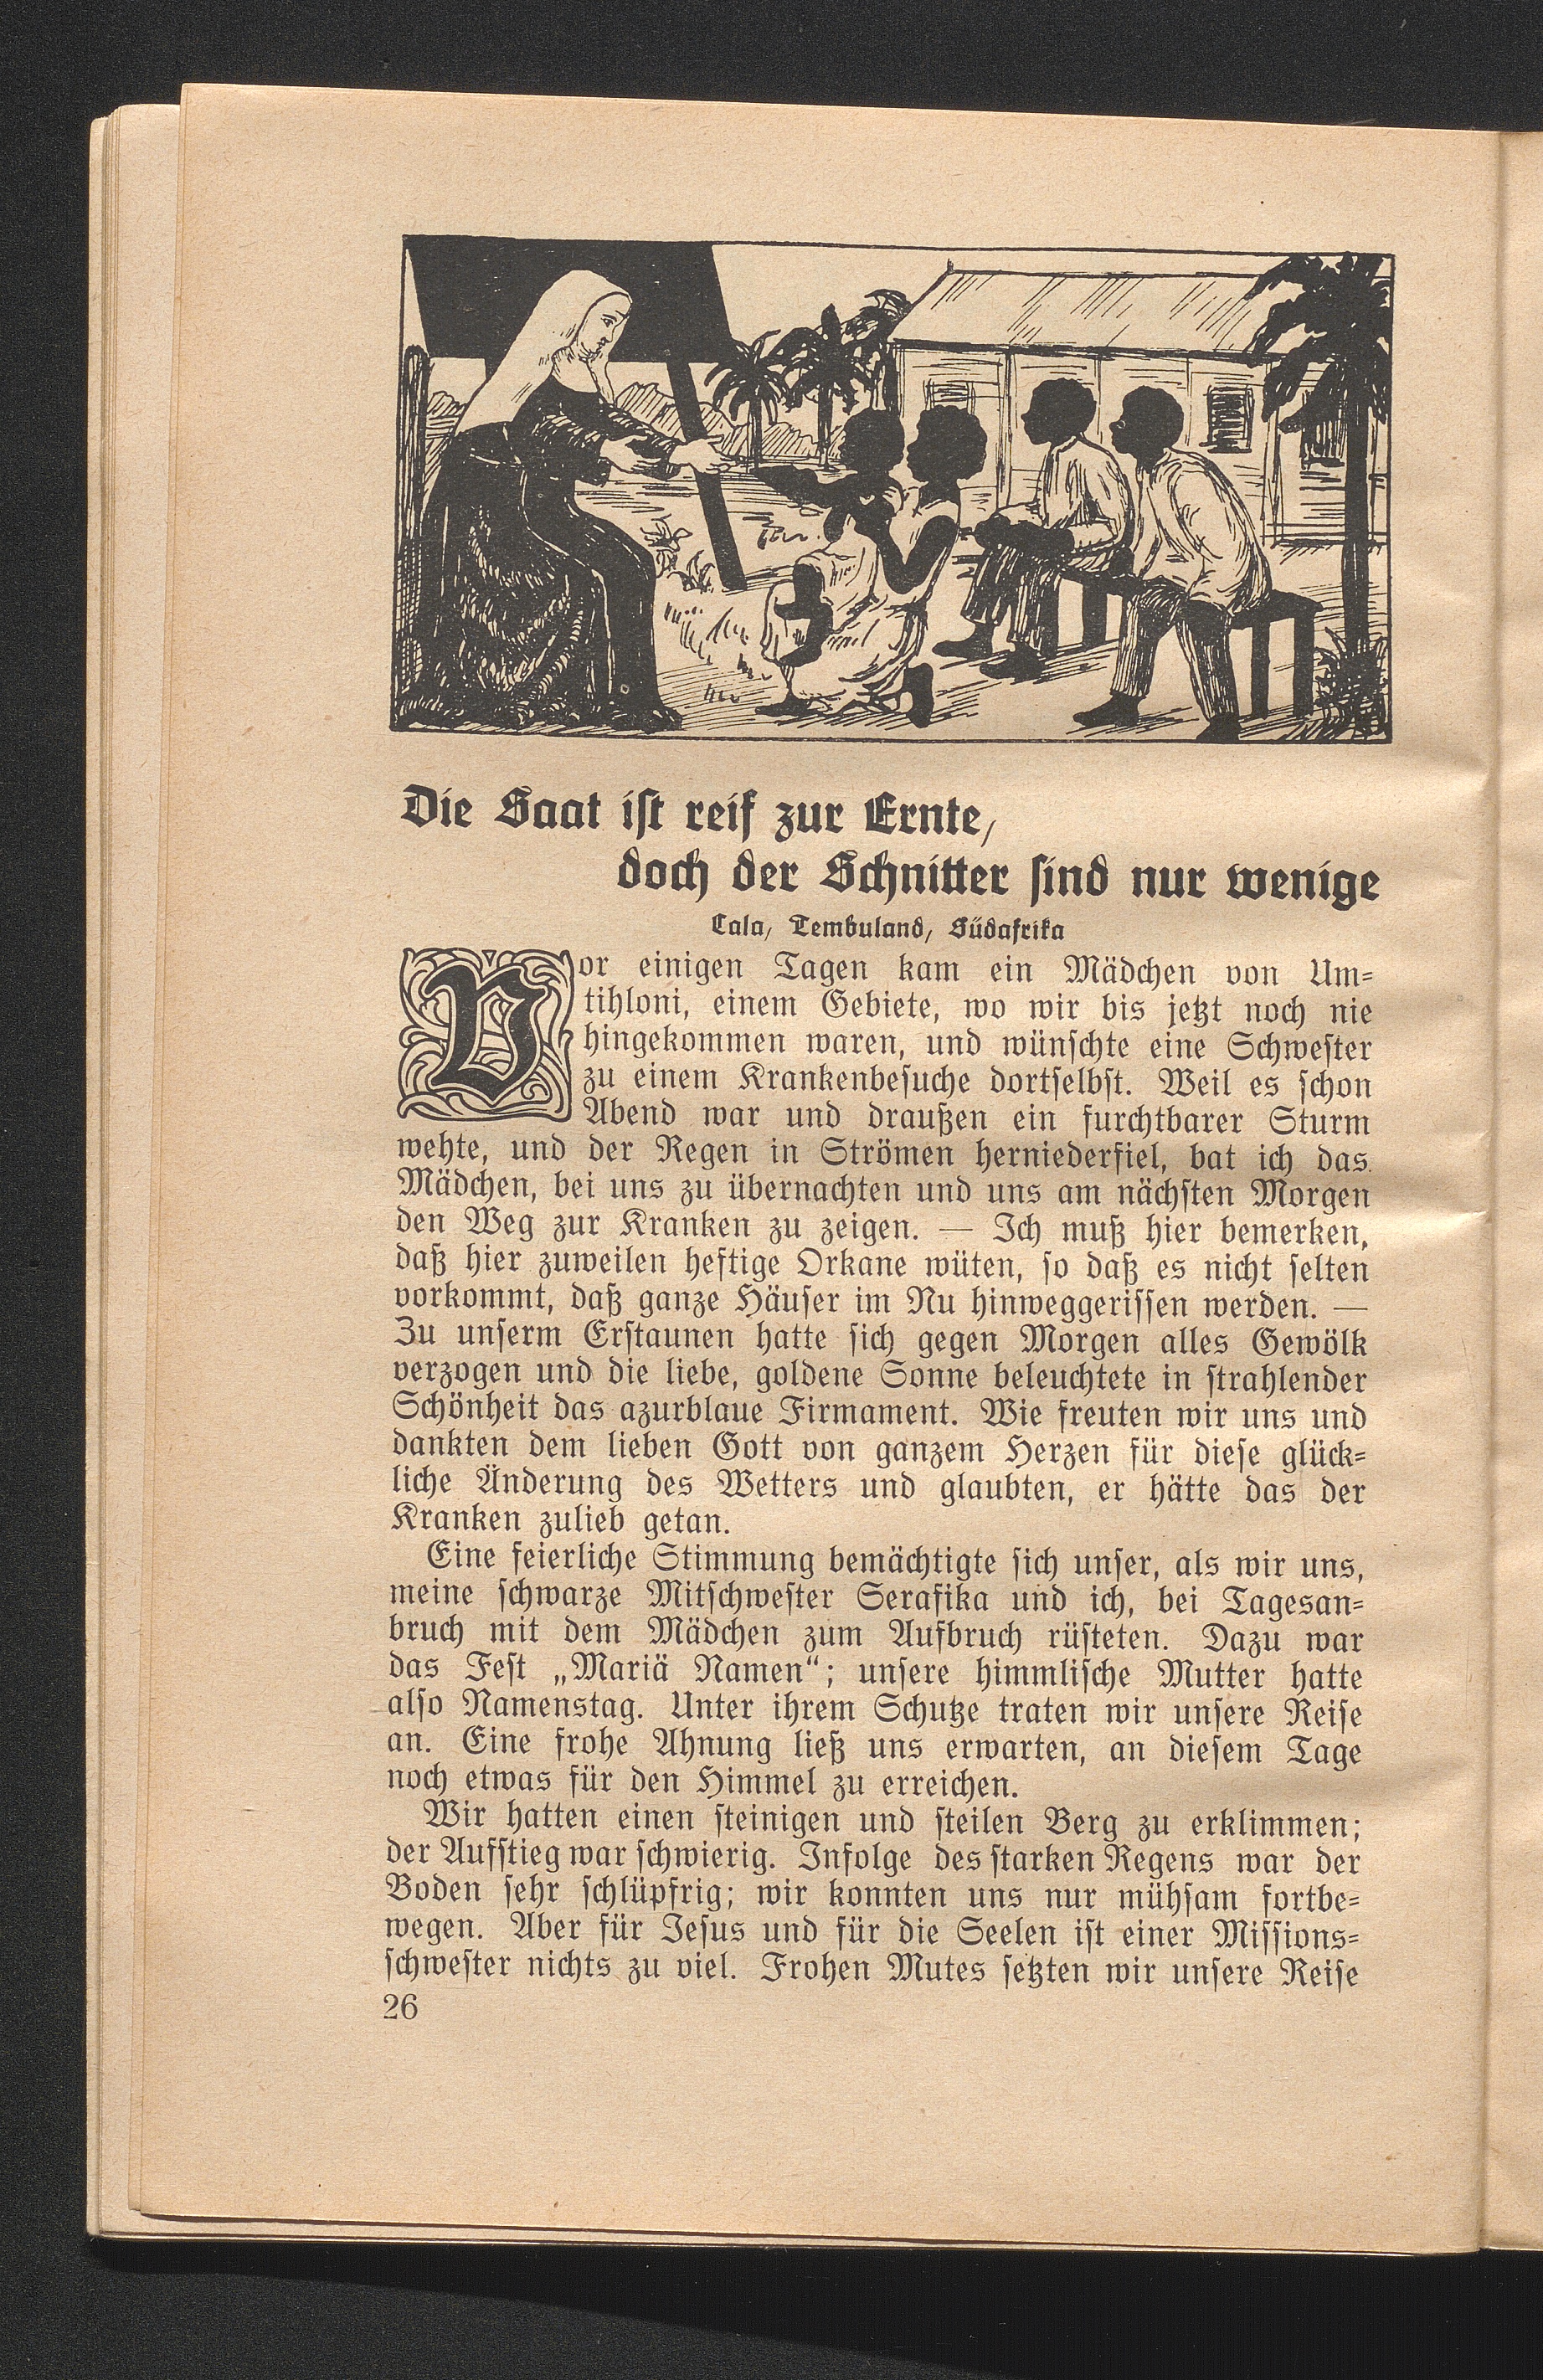 Die Saat ist reif zur Ernte,
doch der Schnitter sind nur wenige
Cala, Tembuland, Südafrika
Vor einigen Tagen kam ein Mädchen von Um-
tihloni, einem Gebiete, wo wir bis jetzt noch nie
hingekommen waren, und wünschte eine Schwester
zu einem Krankenbesuche dortselbst. Weil es schon
Abend war und draußen ein furchtbarer Sturm
wehte, und der Regen in Strömen herniederfiel, bat ich das
Mädchen, bei uns zu übernachten und uns am nächsten Morgen
den Weg zur Kranken zu zeigen. — Ich muß hier bemerken,
daß hier zuweilen heftige Orkane wüten, so daß es nicht selten
vorkommt, daß ganze Häuser im Nu hinweggerissen werden. —
Zu unserm Erstaunen hatte sich gegen Morgen alles Gewölk
verzogen und die liebe, goldene Sonne beleuchtete in strahlender
Schönheit das azurblaue Firmament. Wie freuten wir uns und
dankten dem lieben Gott von ganzem Herzen für diese glück-
liche Änderung des Wetters und glaubten, er hätte das der
Kranken zulieb getan.
Eine feierliche Stimmung bemächtigte sich unser, als wir uns,
meine schwarze Mitschwester Serafika und ich, bei Tagesan-
bruch mit dem Mädchen zum Aufbruch rüsteten. Dazu war
das Fest „Mariä Namen“; unsere himmlische Mutter hatte
also Namenstag. Unter ihrem Schutze traten wir unsere Reise
an. Eine frohe Ahnung ließ uns erwarten, an diesem Tage
noch etwas für den Himmel zu erreichen.
Wir hatten einen steinigen und steilen Berg zu erklimmen;
der Aufstieg war schwierig. Infolge des starken Regens war der
Boden sehr schlüpfrig; wir konnten uns nur mühsam fortbe-
wegen. Aber für Jesus und für die Seelen ist einer Missions-
schwester nichts zu viel. Frohen Mutes setzten wir unsere Reise
26